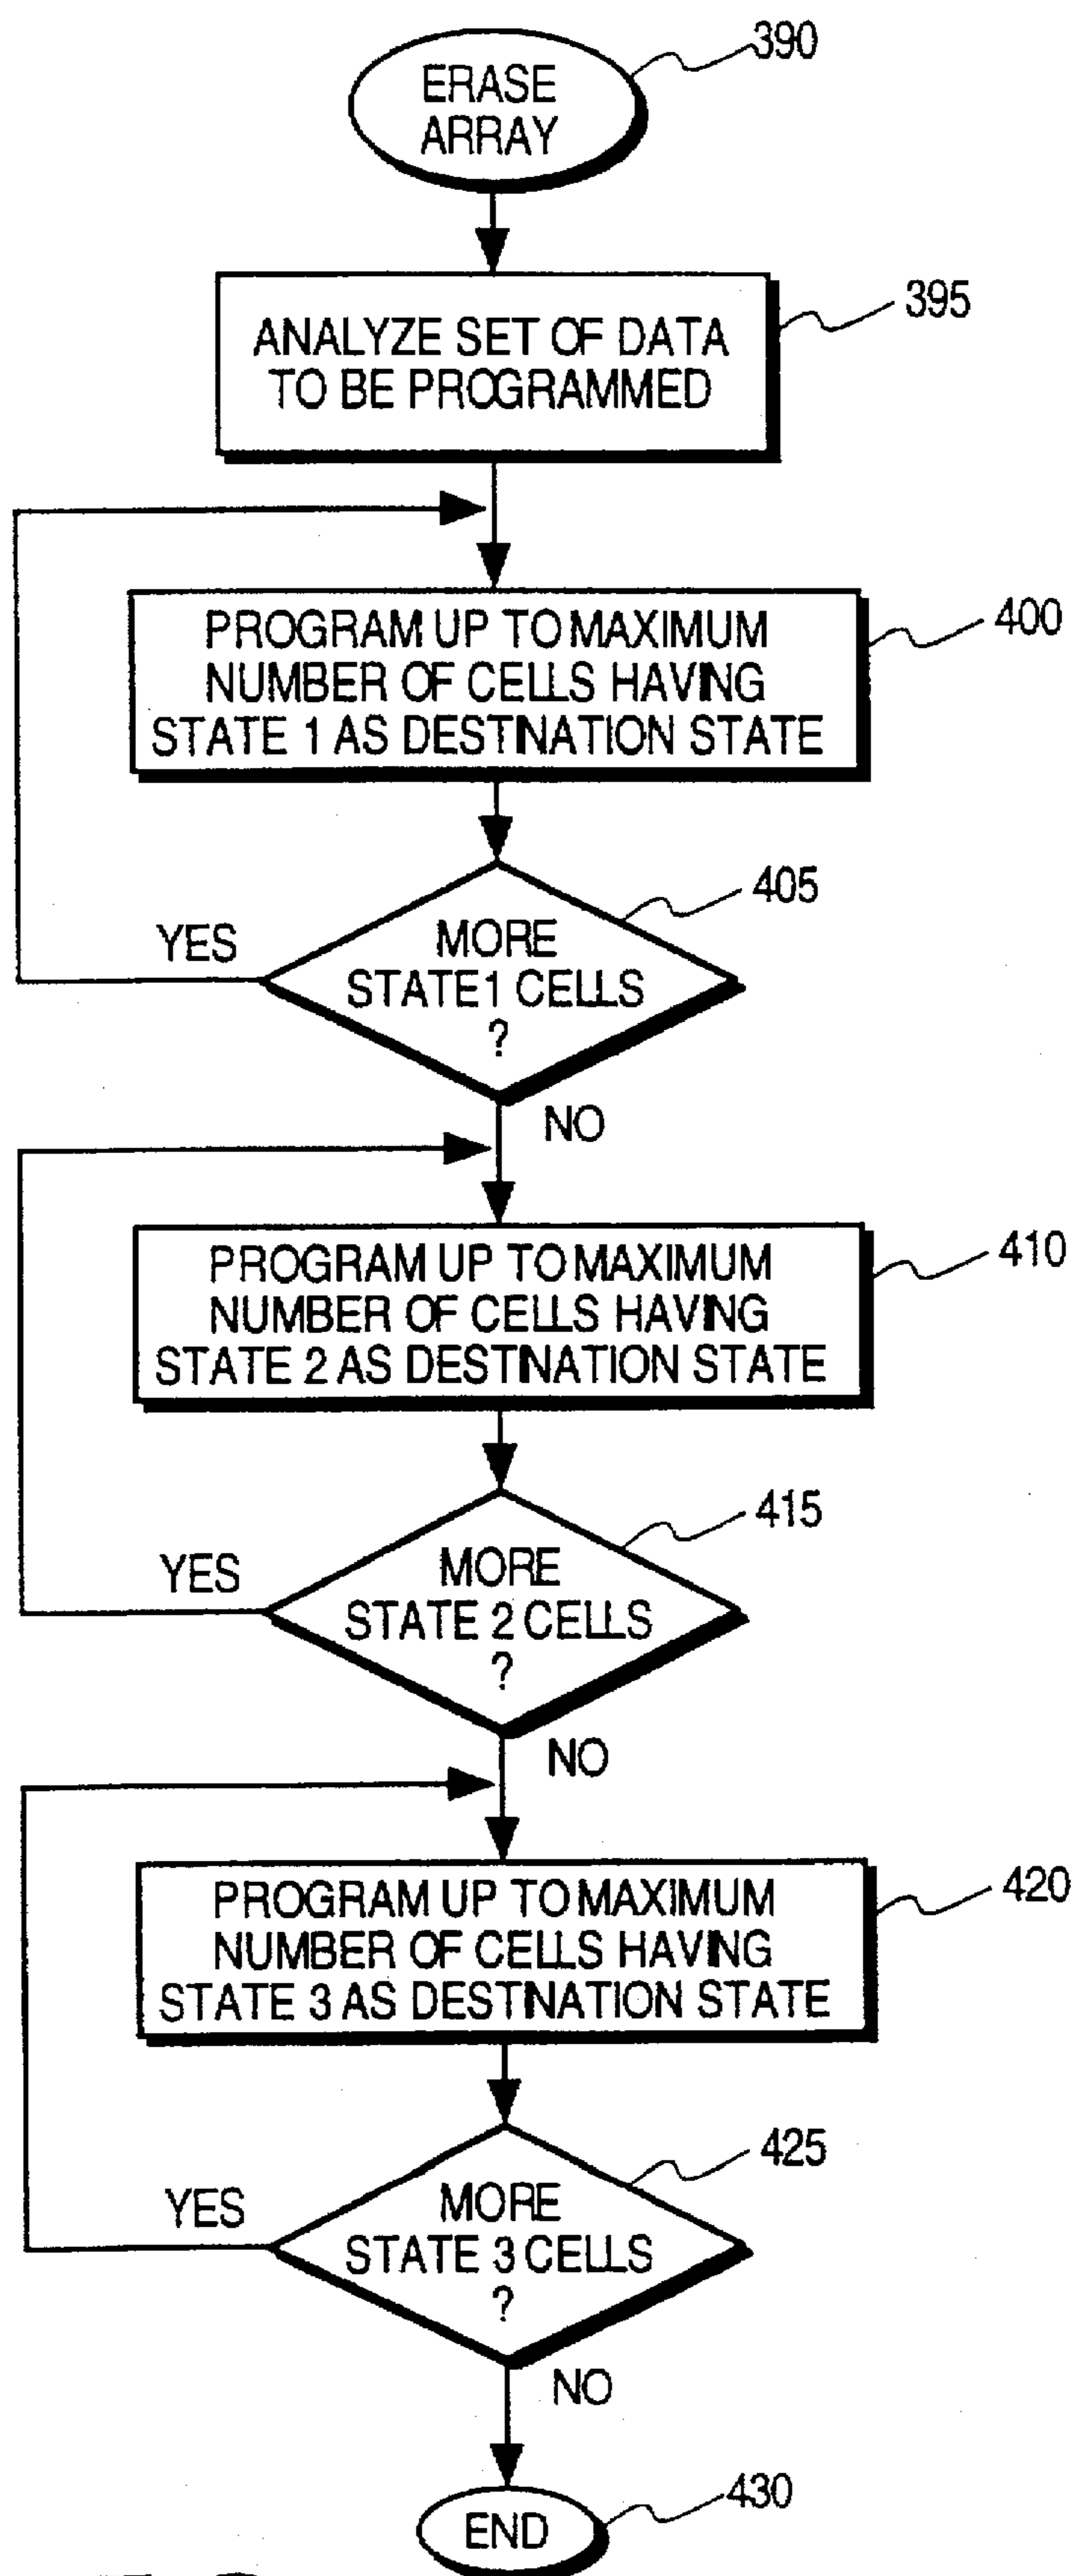 390
ERASE
ARRAY
395
ANALYZE SET OF DATA
TO BE PROGRAMMED
400
PROGRAM UP TO MAXIMUM
NUMBER OF CELLS HAVING
STATE 1 AS DESTINATION STATE
405
MORE
STATE1 CELLS
?
YES
NO
410
PROGRAM UP TO MAXIMUM
NUMBER OF CELLS HAVING
STATE 2 AS DESTINATION STATE
415
MORE
STATE 2 CELLS
?
YES
NO
420
PROGRAM UP TO MAXIMUM
NUMBER OF CELLS HAVING
STATE 3 AS DESTINATION STATE
425
MORE
STATE 3 CELLS
?
YES
NO
430
END